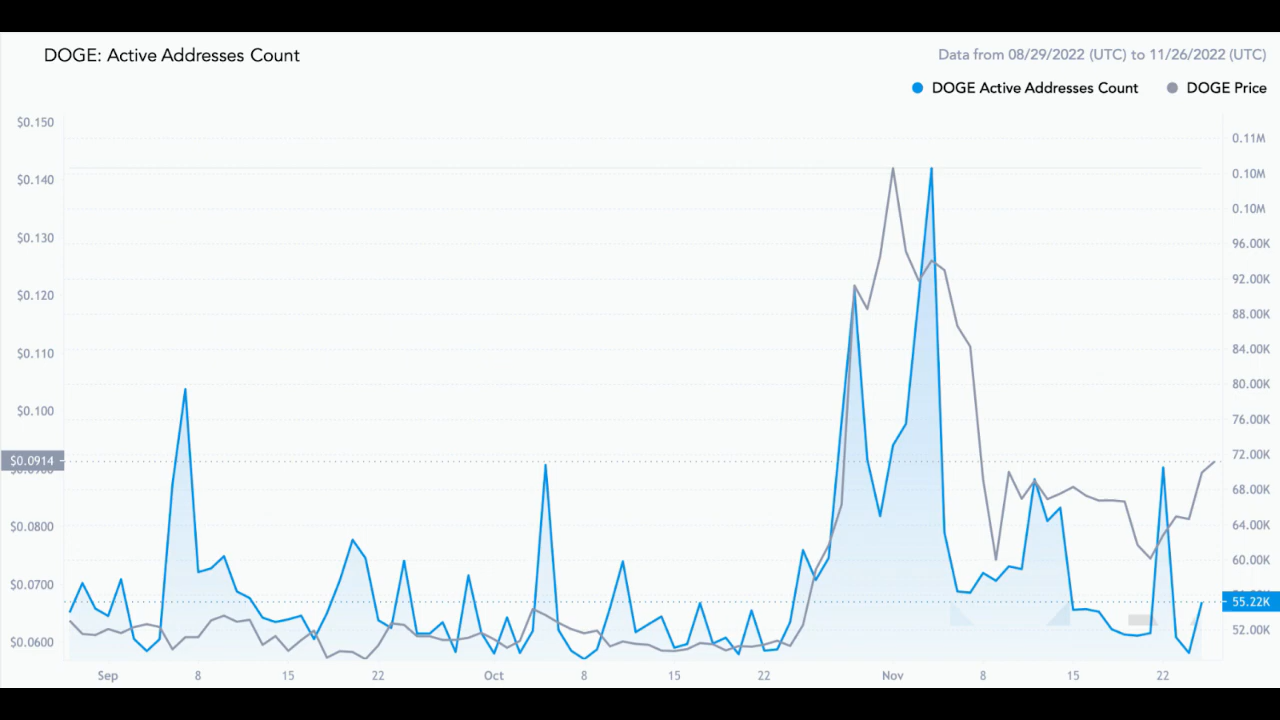 DOGE: Active Addresses Count
Data from 08/29/2022 (UTC) to 11/26/2022 (UTC)
DOGE Active Addresses Count
DOGE Price
$0.150
$0.140
$0.130
$0.120
$0.110
$0.100
$0.0914
$0.0800
$0.0700
$0.0600
0.11M
0.10M
0.10M
96.00K
92.00K
88.00K
84.00K
80.00K
76.00K
72.00K
68.00K
64.00K
60.00K
55.22K
52.00K
Sep 8 15 22 Oct 8 15 22 Nov 8 15 22